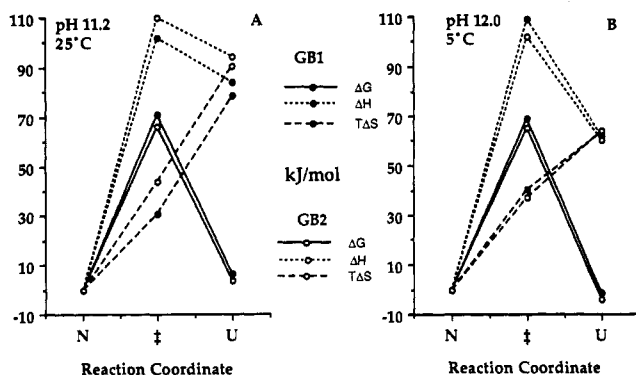 pH 11.2
25°C
A
110
90
70
50
30
10
-10
N
‡
U
Reaction Coordinate
GB1
ΔG
ΔH
TΔS
kJ/mol
GB2
ΔG
ΔH
TΔS
pH 12.0
5°C
B
110
90
70
50
30
10
-10
N
‡
U
Reaction Coordinate